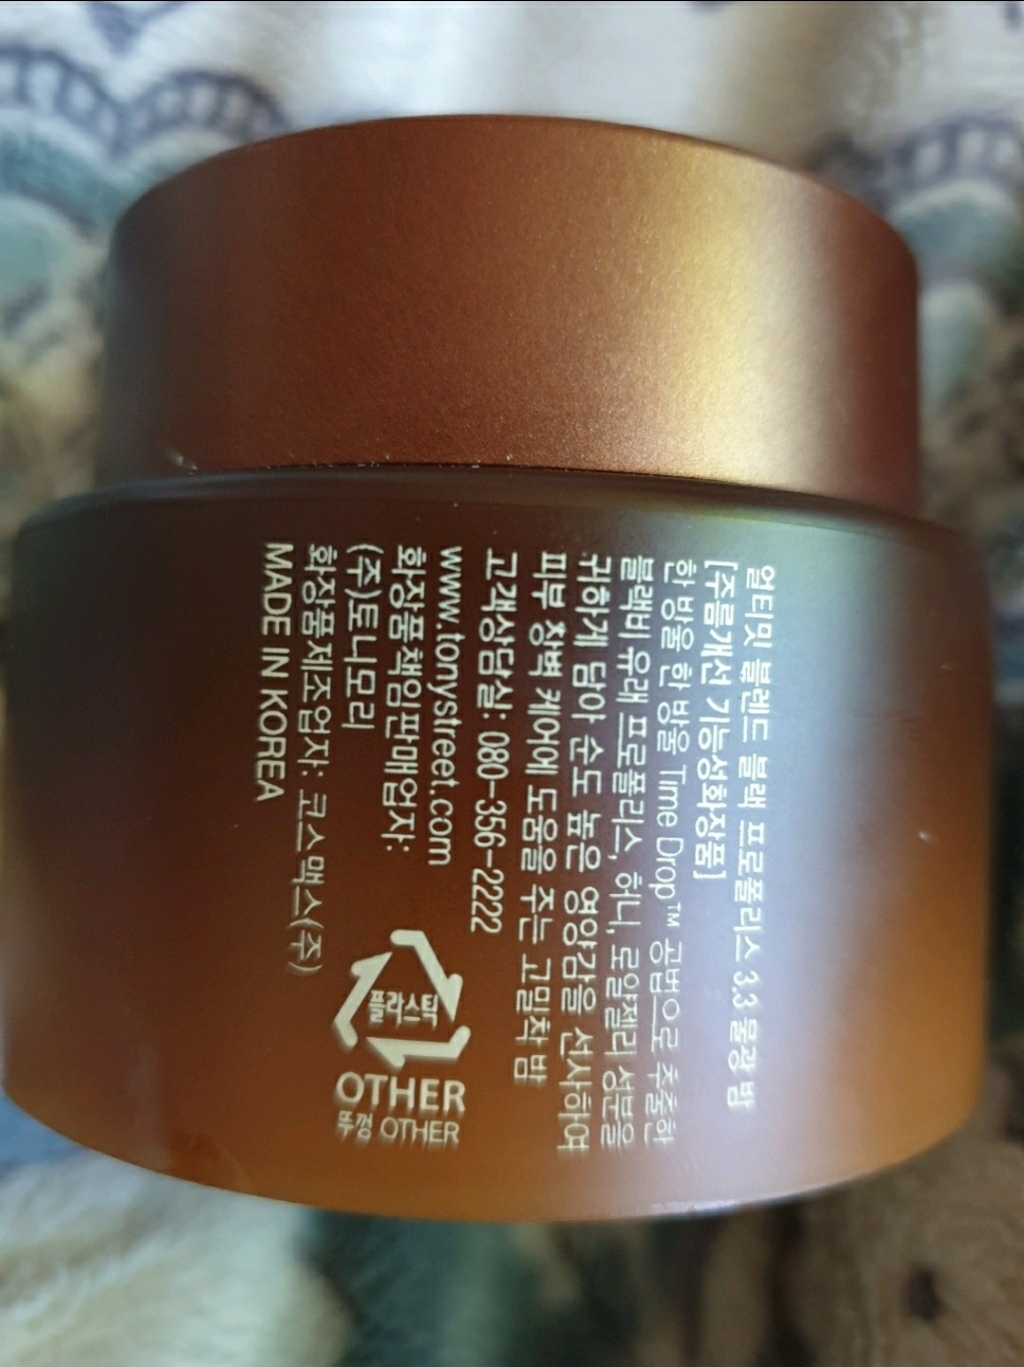 얼티밋 블렌드 블랙 프로폴리스 3.3 물광 밤
[주름개선 기능성화장품]
한 방울 한 방울 Time Drop™ 공법으로 추출한
블랙비 유래 프로폴리스, 허니, 로얄젤리 성분을
귀하게 담아 순도 높은 영양감을 선사하여
피부 장벽 케어에 도움을 주는 고밀착 밤
고객상담실: 080-356-2222
www.tonystreet.com
화장품책임판매업자:
(주)토니모리
화장품제조업자: 코스맥스(주)
MADE IN KOREA
플라스틱
OTHER
뚜껑 OTHER